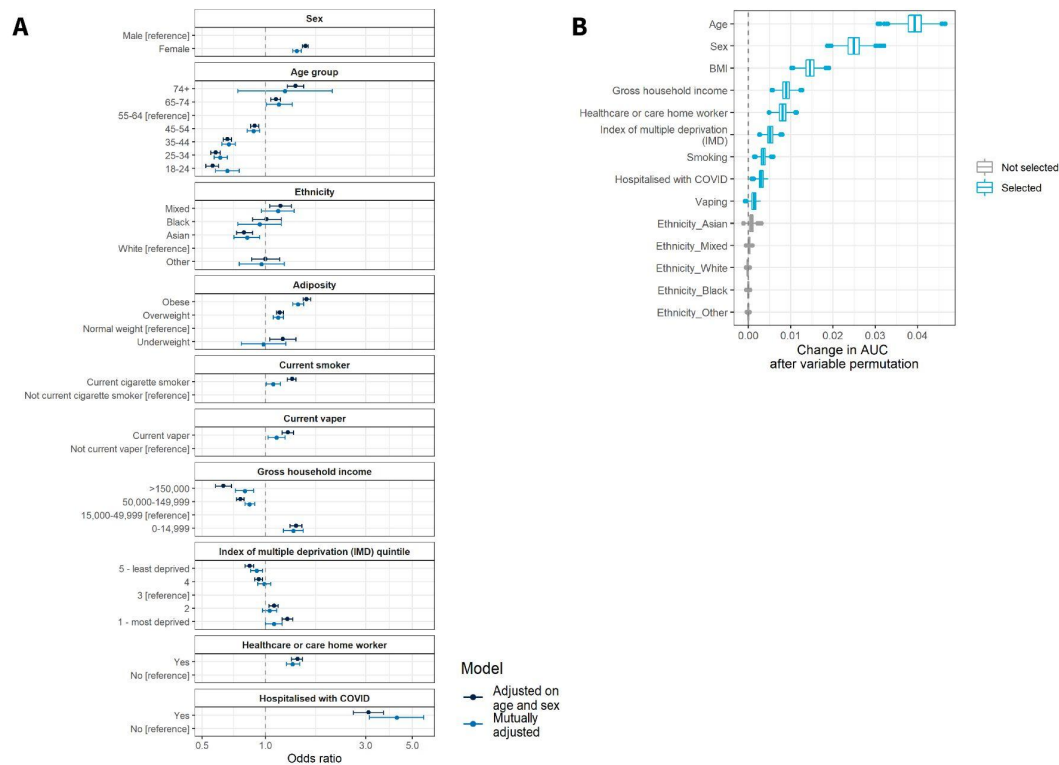 A
Sex
Male [reference]
Female
Age group
74+
65-74
55-64 [reference]
45-54
35-44
25-34
18-24
Ethnicity
Mixed
Black
Asian
White [reference]
Other
Adiposity
Obese
Overweight
Normal weight [reference]
Underweight
Current smoker
Current cigarette smoker
Not current cigarette smoker [reference]
Current vaper
Current vaper
Not current vaper [reference]
Gross household income
>150,000
50,000-149,999
15,000-49,999 [reference]
0-14,999
Index of multiple deprivation (IMD) quintile
5 - least deprived
4
3 [reference]
2
1 - most deprived
Healthcare or care home worker
Yes
No [reference]
Hospitalised with COVID
Yes
No [reference]
0.5 1.0 3.0 5.0
Odds ratio
Model
Adjusted on
age and sex
Mutually
adjusted
B
Age
Sex
BMI
Gross household income
Healthcare or care home worker
Index of multiple deprivation
(IMD)
Smoking
Hospitalised with COVID
Vaping
Ethnicity_Asian
Ethnicity_Mixed
Ethnicity_White
Ethnicity_Black
Ethnicity_Other
0.00 0.01 0.02 0.03 0.04
Change in AUC
after variable permutation
Not selected
Selected